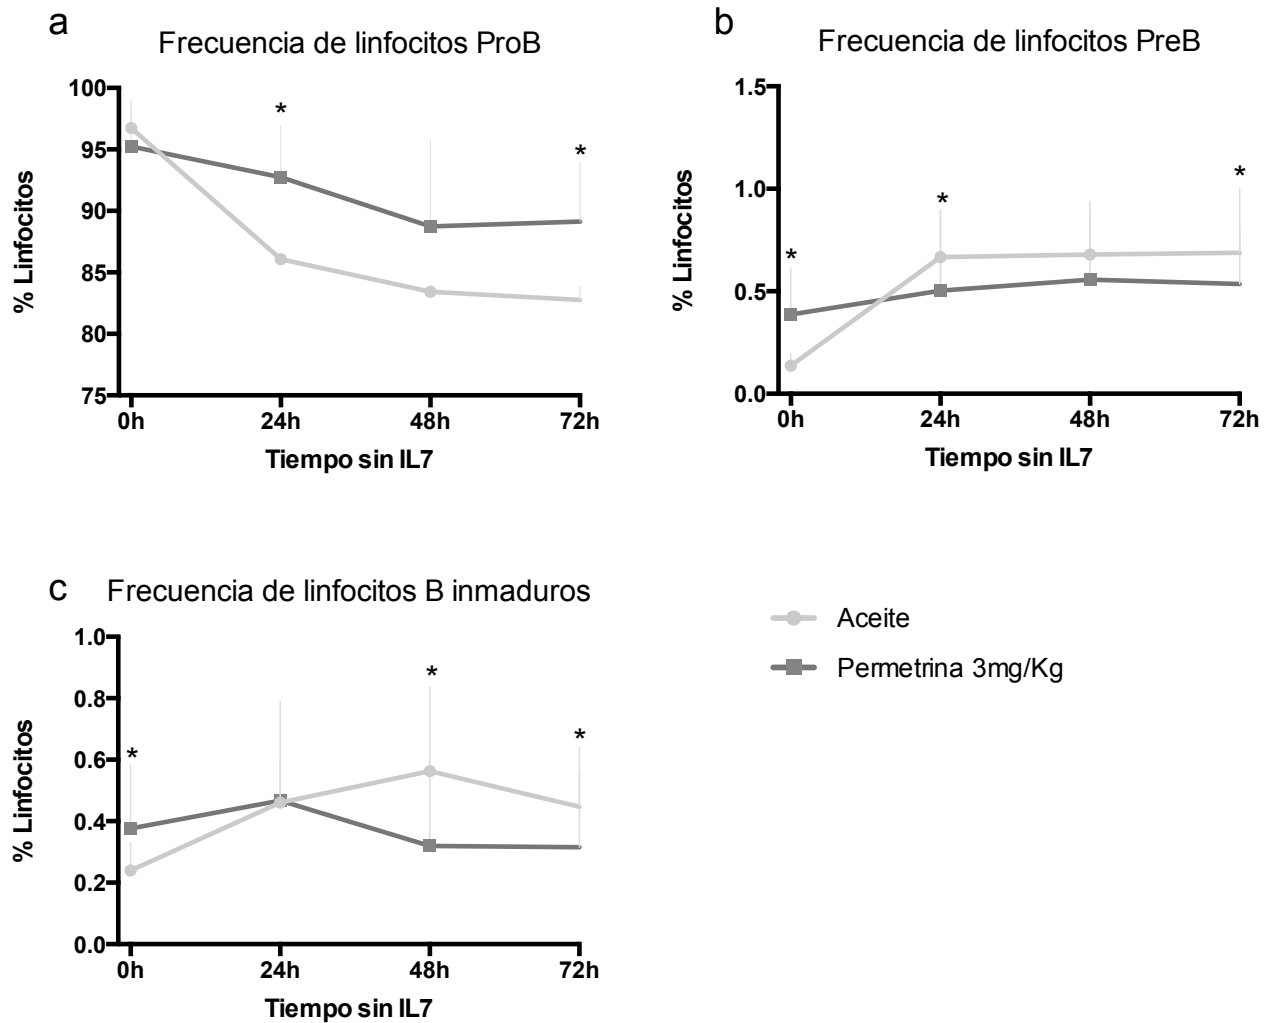 a
Frecuencia de linfocitos ProB
100
95
90
85
80
75
% Linfocitos
*
*
0h 24h 48h 72h
Tiempo sin IL7
b
Frecuencia de linfocitos PreB
1.5
1.0
0.5
0.0
% Linfocitos
*
*
*
0h 24h 48h 72h
Tiempo sin IL7
c
Frecuencia de linfocitos B inmaduros
1.0
0.8
0.6
0.4
0.2
0.0
% Linfocitos
*
*
*
0h 24h 48h 72h
Tiempo sin IL7
Aceite
Permetrina 3mg/Kg